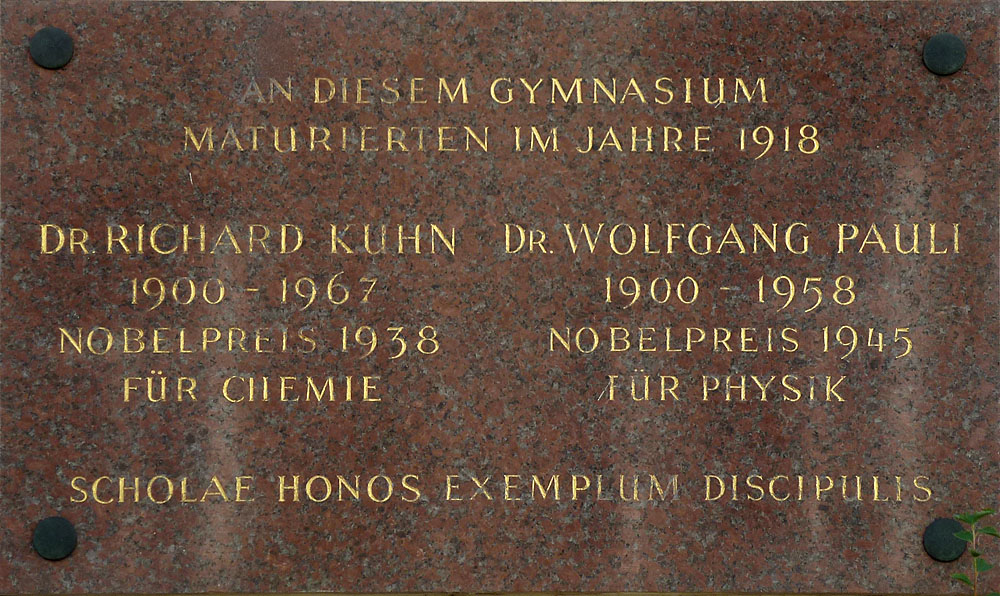 AN DIESEM GYMNASIUM
MATURIERTEN IM JAHRE 1918
DR. RICHARD KUHN
1900 - 1967
NOBELPREIS 1938
FÜR CHEMIE
DR. WOLFGANG PAULI
1900 - 1958
NOBELPREIS 1945
FÜR PHYSIK
SCHOLAE HONOS EXEMPLUM DISCIPULIS